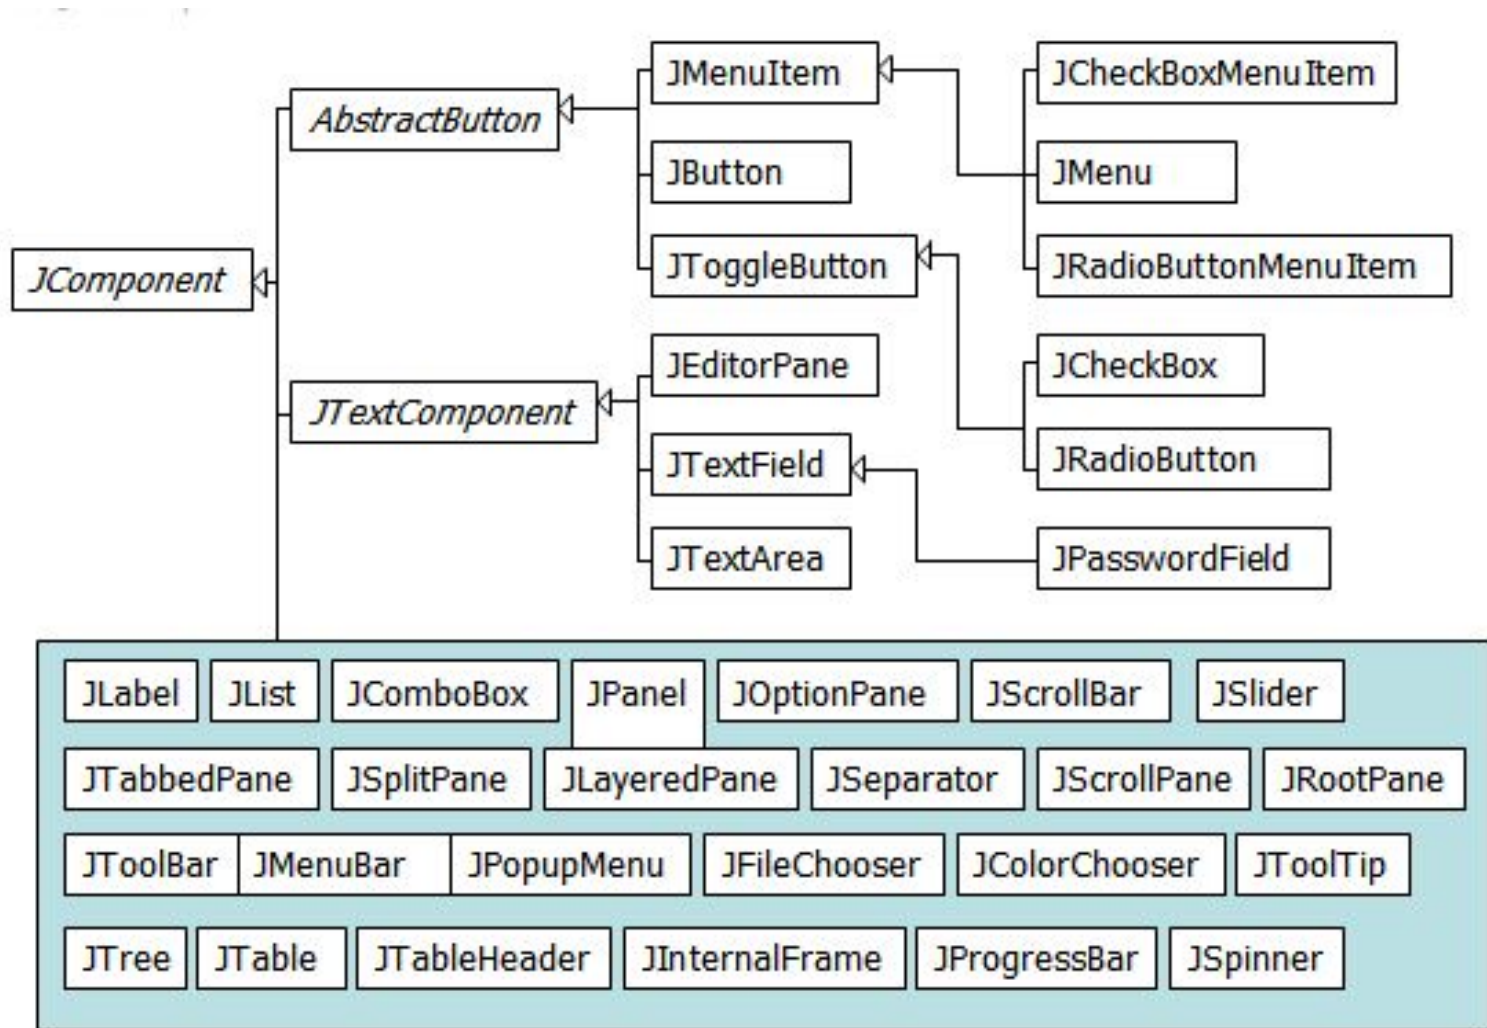 JMenuItem
JCheckBoxMenuItem
AbstractButton
JButton
JMenu
JToggleButton
JRadioButtonMenuItem
JComponent
JEditorPane
JCheckBox
JTextComponent
JTextField
JRadioButton
JTextArea
JPasswordField
JLabel JList JComboBox JPanel JOptionPane JScrollBar JSlider
JTabbedPane JSplitPane JLayeredPane JSeparator JScrollPane JRootPane
JToolBar JMenuBar JPopupMenu JFileChooser JColorChooser JToolTip
JTree JTable JTableHeader JInternalFrame JProgressBar JSpinner